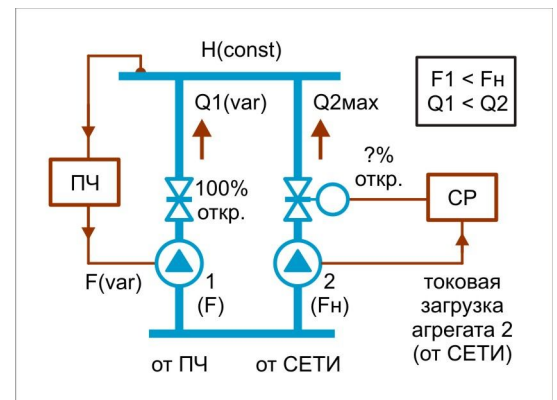 H(const)
Q1(var)
Q2мах
F1 < Fн
Q1 < Q2
?%
откр.
100%
откр.
ПЧ
СР
F(var)
1
(F)
2
(Fн)
токовая
загрузка
агрегата 2
(от СЕТИ)
от ПЧ
от СЕТИ